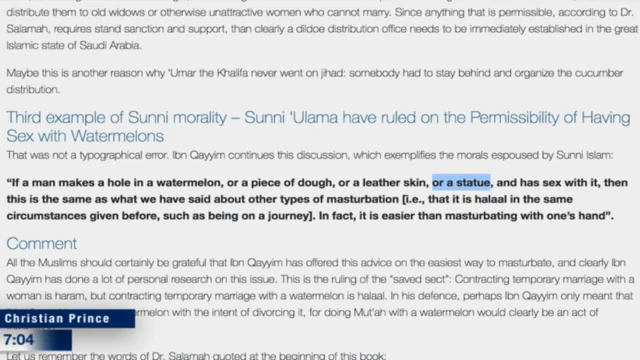 distribute them to old widows or otherwise unattractive women who cannot marry. Since anything that is permissible, according to Dr.
Salamah, requires stand sanction and support, than clearly a dildoe distribution office needs to be immediately established in the great
Islamic state of Saudi Arabia.
Maybe this is another reason why 'Umar the Khalifa never went on jihad: somebody had to stay behind and organize the cucumber
distribution.
Third example of Sunni morality – Sunni 'Ulama have ruled on the Permissibility of Having
Sex with Watermelons
That was not a typographical error. Ibn Qayyim continues this discussion, which exemplifies the morals espoused by Sunni Islam:
“If a man makes a hole in a watermelon, or a piece of dough, or a leather skin, or a statue, and has sex with it, then
this is the same as what we have said about other types of masturbation [i.e., that it is halaal in the same
circumstances given before, such as being on a journey]. In fact, it is easier than masturbating with one's hand”.
Comment
All the Muslims should certainly be grateful that Ibn Qayyim has offered this advice on the easiest way to masturbate, and clearly Ibn
Qayyim has done a lot of personal research on this issue. This is the ruling of the “saved sect”: Contracting temporary marriage with a
woman is haram, but contracting temporary marriage with a watermelon is halaal. In his defence, perhaps Ibn Qayyim only meant that
with the intent of divorcing it, for doing Mut'ah with a watermelon would clearly be an act of
Christian Prince
7:04
Let us remember the words of Dr. Salamah quoted at the beginning of this book: